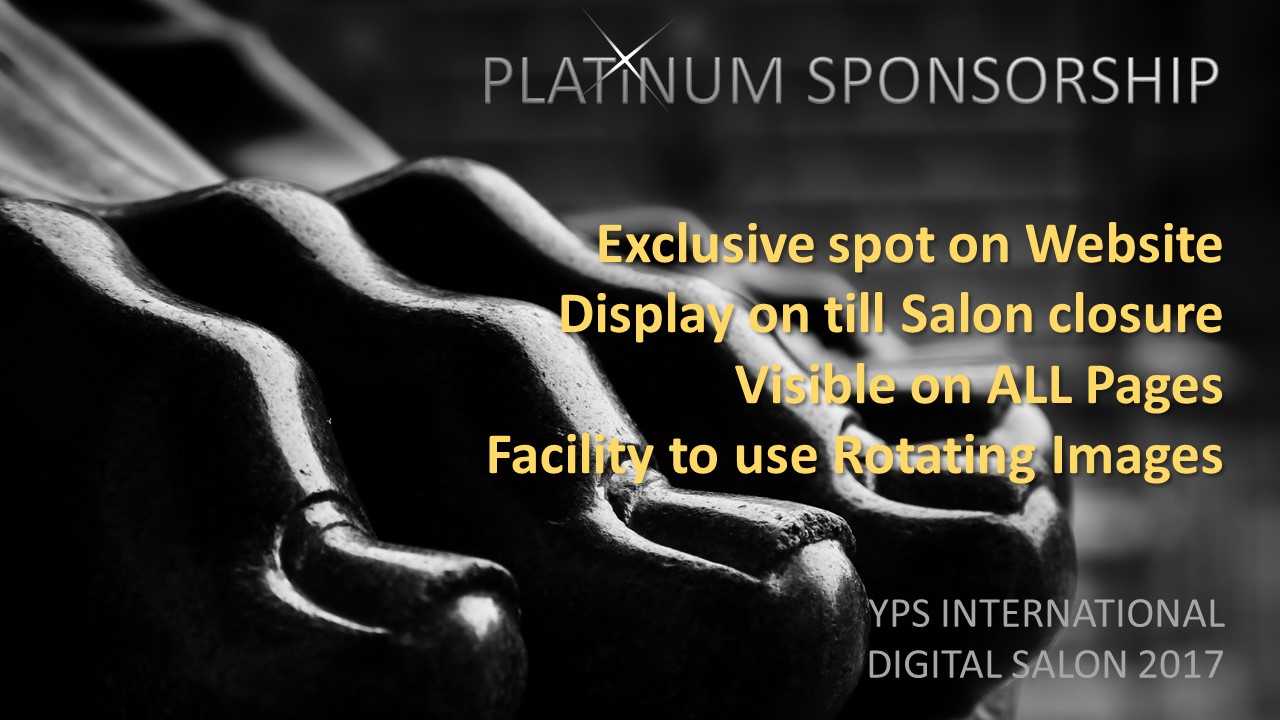 PLATINUM SPONSORSHIP
Exclusive spot on Website
Display on till Salon closure
Visible on ALL Pages
Facility to use Rotating Images
YPS INTERNATIONAL
DIGITAL SALON 2017